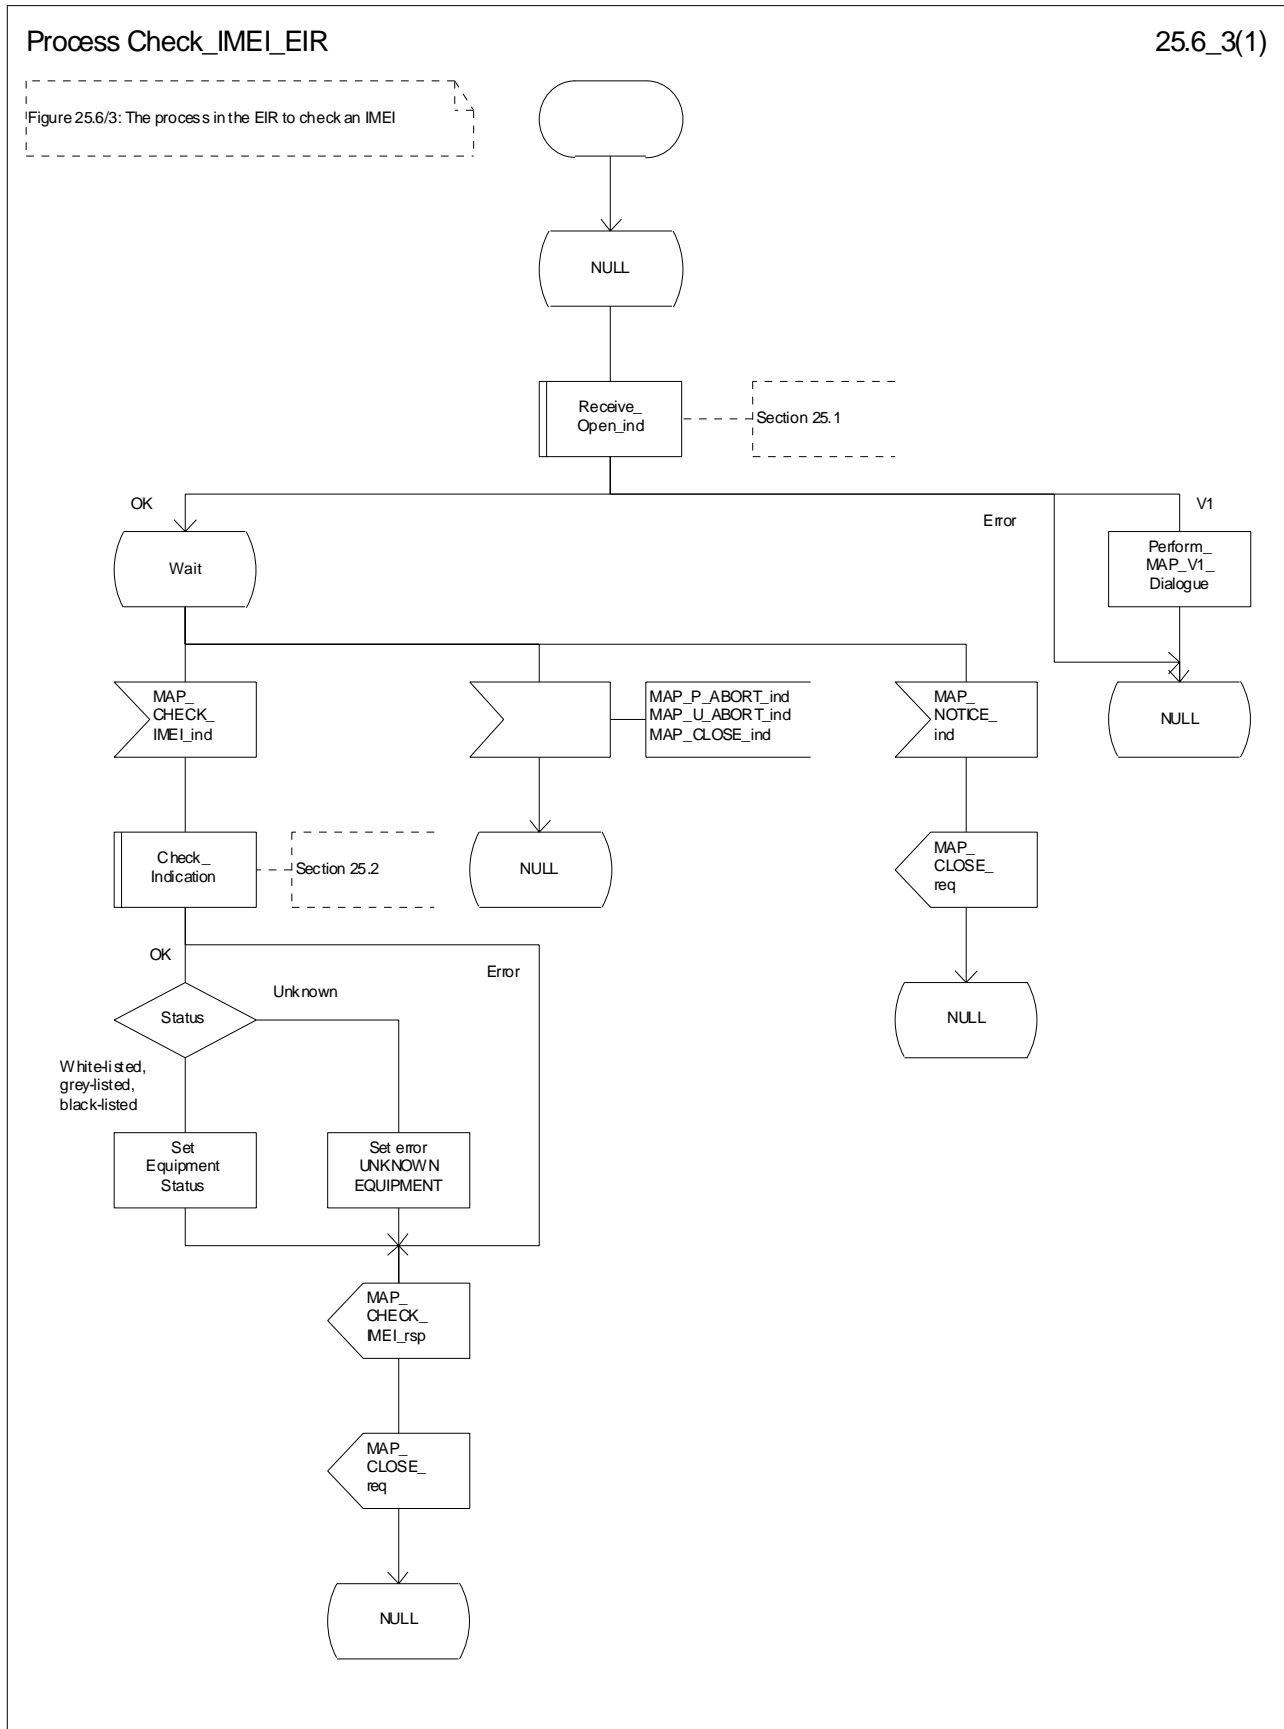 Process Check_IMEI_EIR
25.6_3(1)
Figure 25.6/3: The process in the EIR to check an IMEI
NULL
Receive_
Open_ind
Section 25.1
OK
Error
V1
Wait
Perform_
MAP_V1_
Dialogue
MAP_
CHECK_
IMEI_ind
MAP_P_ABORT_ind
MAP_U_ABORT_ind
MAP_CLOSE_ind
MAP_
NOTICE_
ind
NULL
Check_
Indication
Section 25.2
NULL
MAP_
CLOSE_
req
OK
Error
Unknown
Status
NULL
White-listed,
grey-listed,
black-listed
Set
Equipment
Status
Set error
UNKNOWN
EQUIPMENT
MAP_
CHECK_
IMEI_rsp
MAP_
CLOSE_
req
NULL